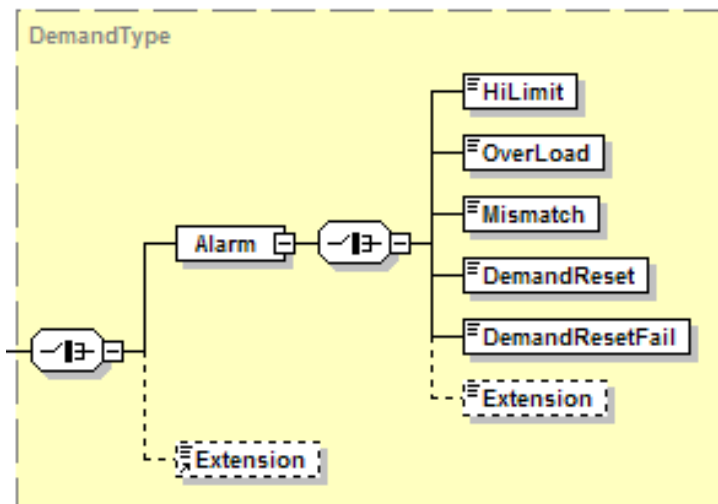 DemandType
HiLimit
OverLoad
Mismatch
Alarm
DemandReset
DemandResetFail
Extension
Extension